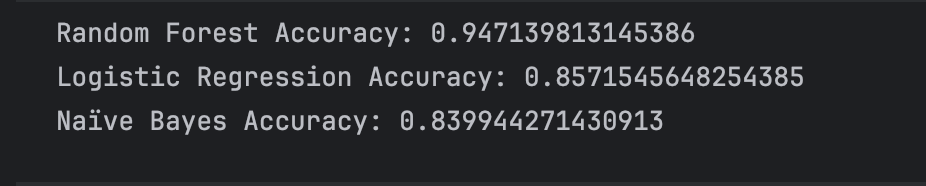 Random Forest Accuracy: 0.947139813145386
Logistic Regression Accuracy: 0.8571545648254385
Naïve Bayes Accuracy: 0.839944271430913